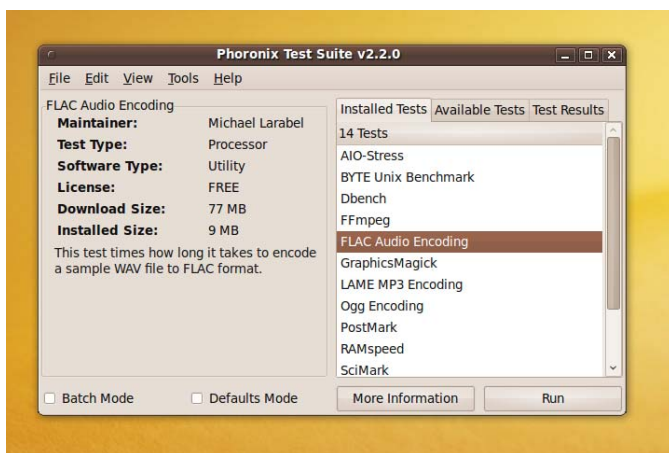 Phoronix Test Suite v2.2.0
File Edit View Tools Help
FLAC Audio Encoding
Maintainer: Michael Larabel
Test Type: Processor
Software Type: Utility
License: FREE
Download Size: 77 MB
Installed Size: 9 MB
This test times how long it takes to encode
a sample WAV file to FLAC format.
Installed Tests Available Tests Test Results
14 Tests
AIO-Stress
BYTE Unix Benchmark
Dbench
FFmpeg
FLAC Audio Encoding
GraphicsMagick
LAME MP3 Encoding
Ogg Encoding
PostMark
RAMspeed
SciMark
Batch Mode Defaults Mode More Information Run